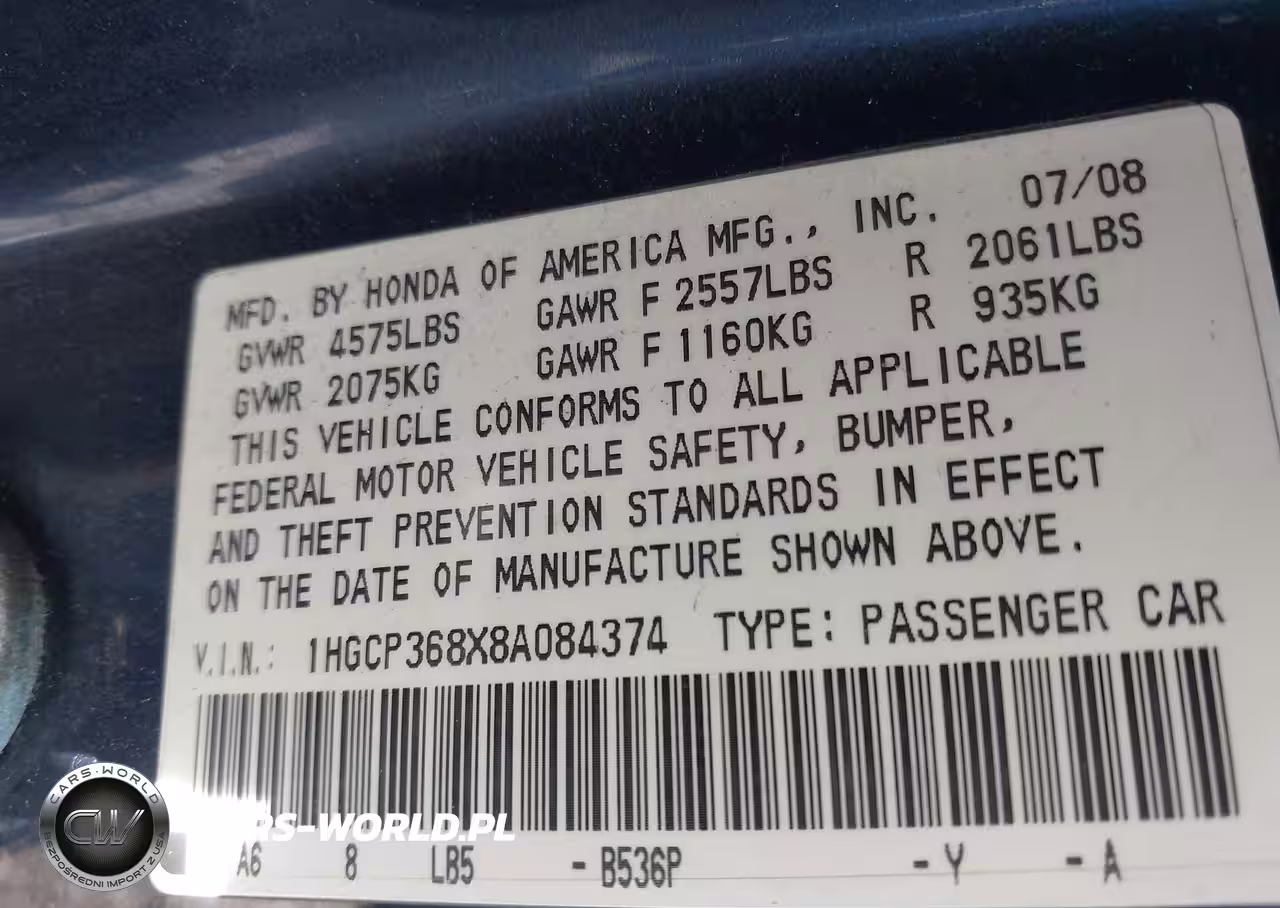 MFD. BY HONDA OF AMERICA MFG., INC. 07/08
GVWR 4575LBS GAWR F 2557LBS R 2061LBS
GVWR 2075KG GAWR F 1160KG R 935KG
THIS VEHICLE CONFORMS TO ALL APPLICABLE
FEDERAL MOTOR VEHICLE SAFETY, BUMPER,
AND THEFT PREVENTION STANDARDS IN EFFECT
ON THE DATE OF MANUFACTURE SHOWN ABOVE.
V.I.N.: 1HGCP368X8A084374 TYPE: PASSENGER CAR
CARS-WORLD.PL
A6 8 LB5 - B536P - Y - A
CARS-WORLD
CW
BEZPOŚREDNI IMPORT Z USA